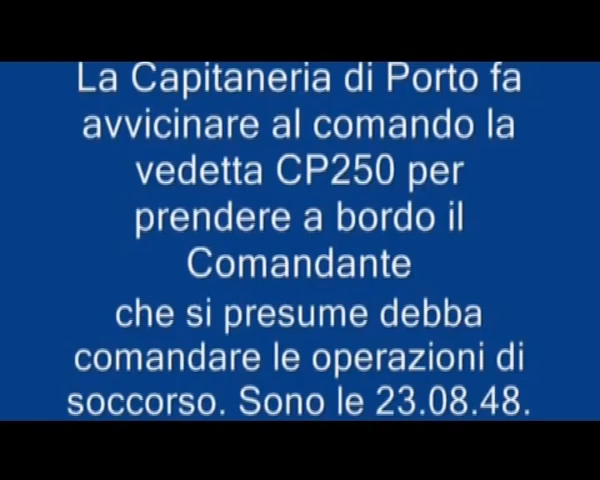 La Capitaneria di Porto fa
avvicinare al comando la
vedetta CP250 per
prendere a bordo il
Comandante
che si presume debba
comandare le operazioni di
soccorso. Sono le 23.08.48.